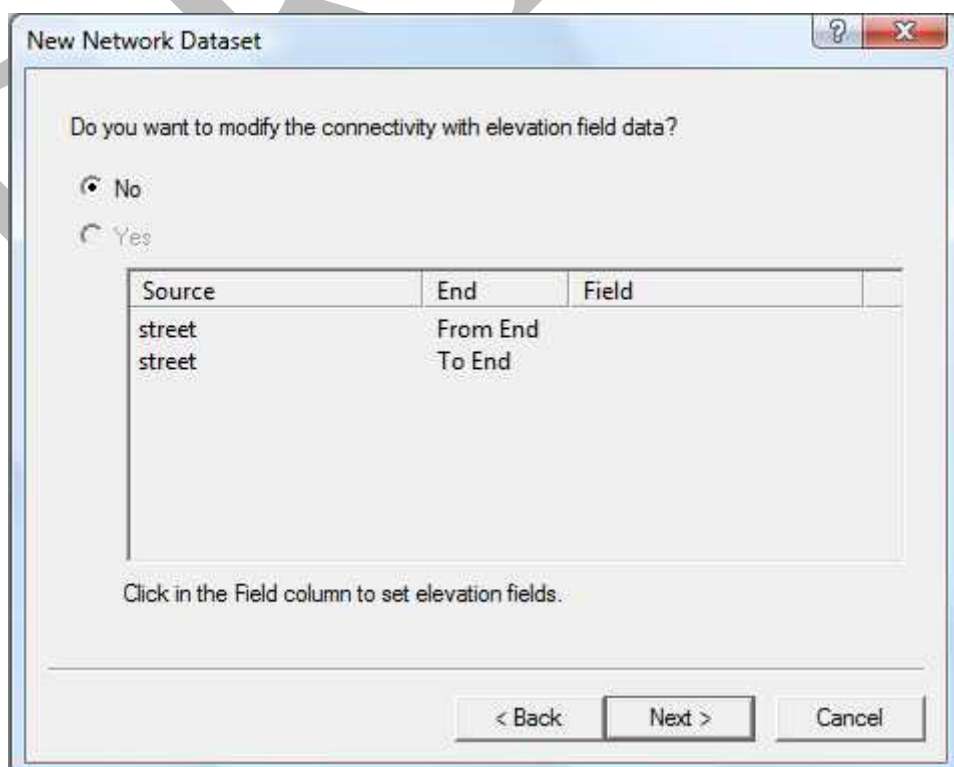 New Network Dataset
Do you want to modify the connectivity with elevation field data?
No
Yes
Source End Field
street From End
street To End
Click in the Field column to set elevation fields.
< Back Next > Cancel